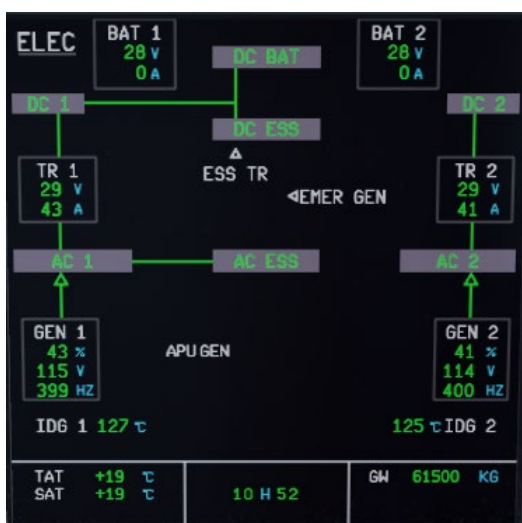 ELEC
BAT 1
28 V
0 A
DC BAT
BAT 2
28 V
0 A
DC 1
DC 2
DC ESS
ESS TR
EMER GEN
TR 1
29 V
43 A
TR 2
29 V
41 A
AC 1
AC ESS
AC 2
GEN 1
43 %
115 V
399 HZ
APU GEN
GEN 2
41 %
114 V
400 HZ
IDG 1 127 °C
125 °C IDG 2
TAT +19 °C
SAT +19 °C
10 H 52
GW 61500 KG